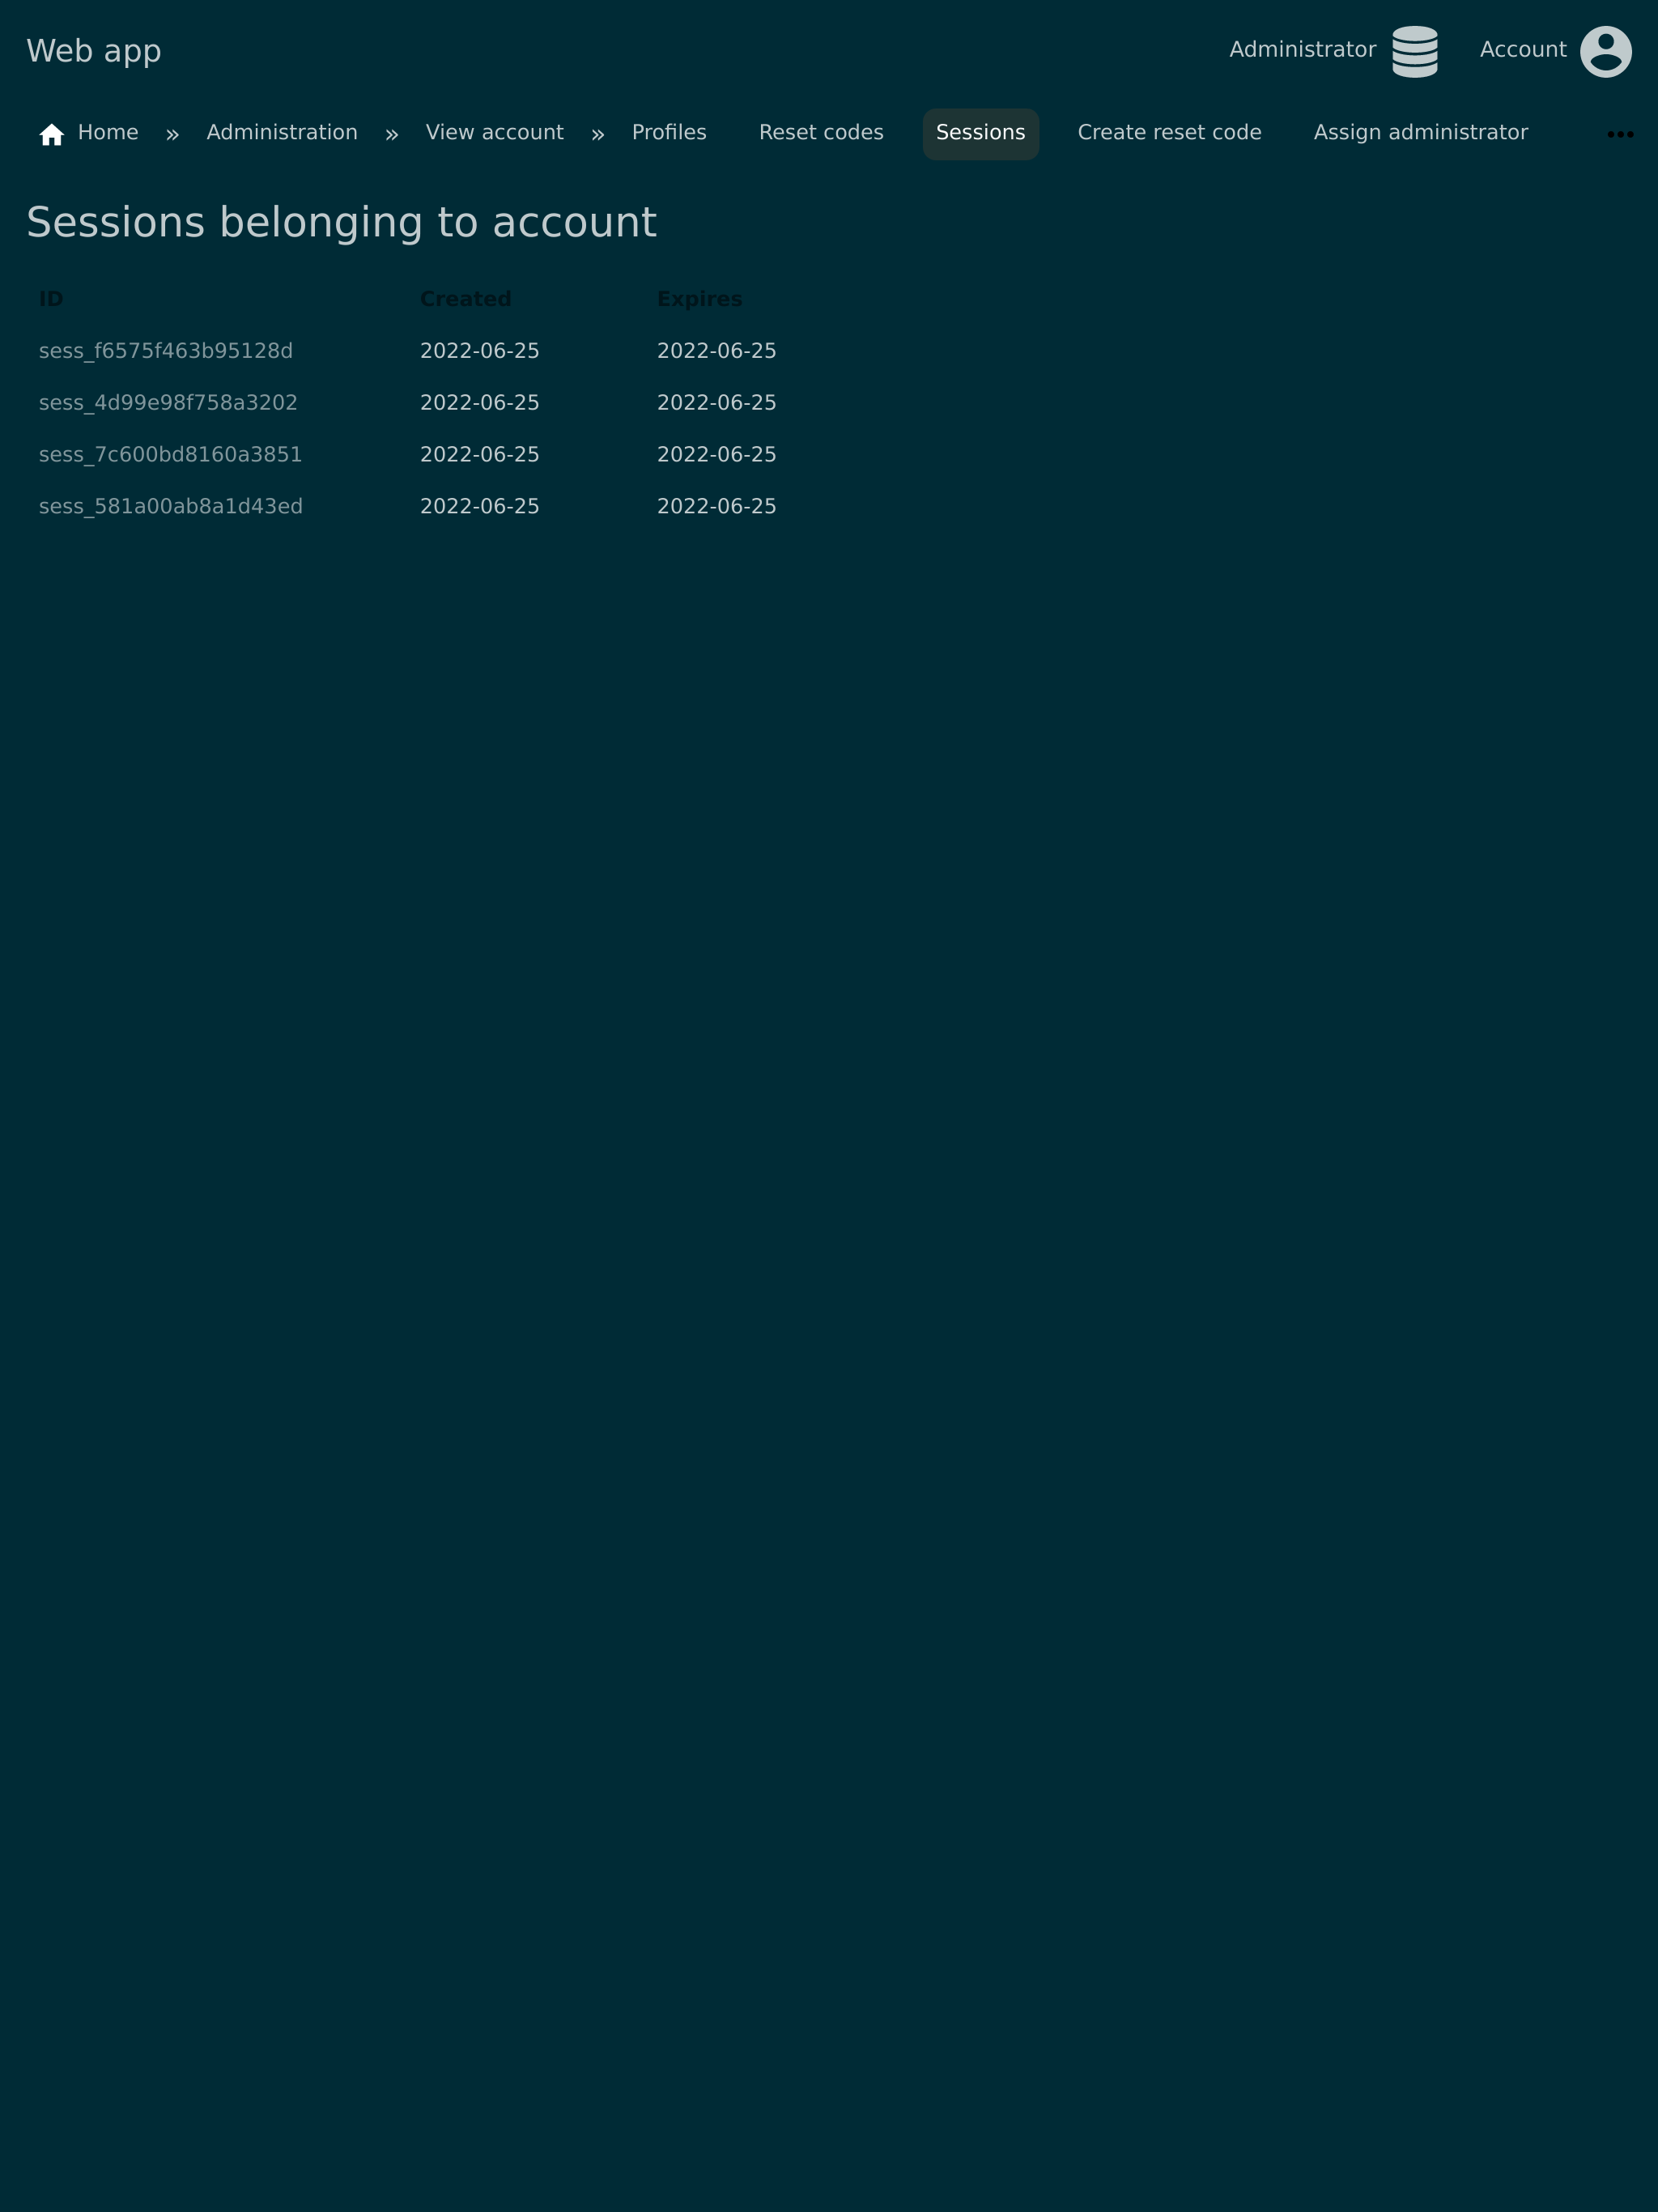 Web app
Administrator
Account
Home » Administration » View account » Profiles Reset codes Sessions Create reset code Assign administrator
Sessions belonging to account
ID Created Expires
sess_f6575f463b95128d 2022-06-25 2022-06-25
sess_4d99e98f758a3202 2022-06-25 2022-06-25
sess_7c600bd8160a3851 2022-06-25 2022-06-25
sess_581a00ab8a1d43ed 2022-06-25 2022-06-25